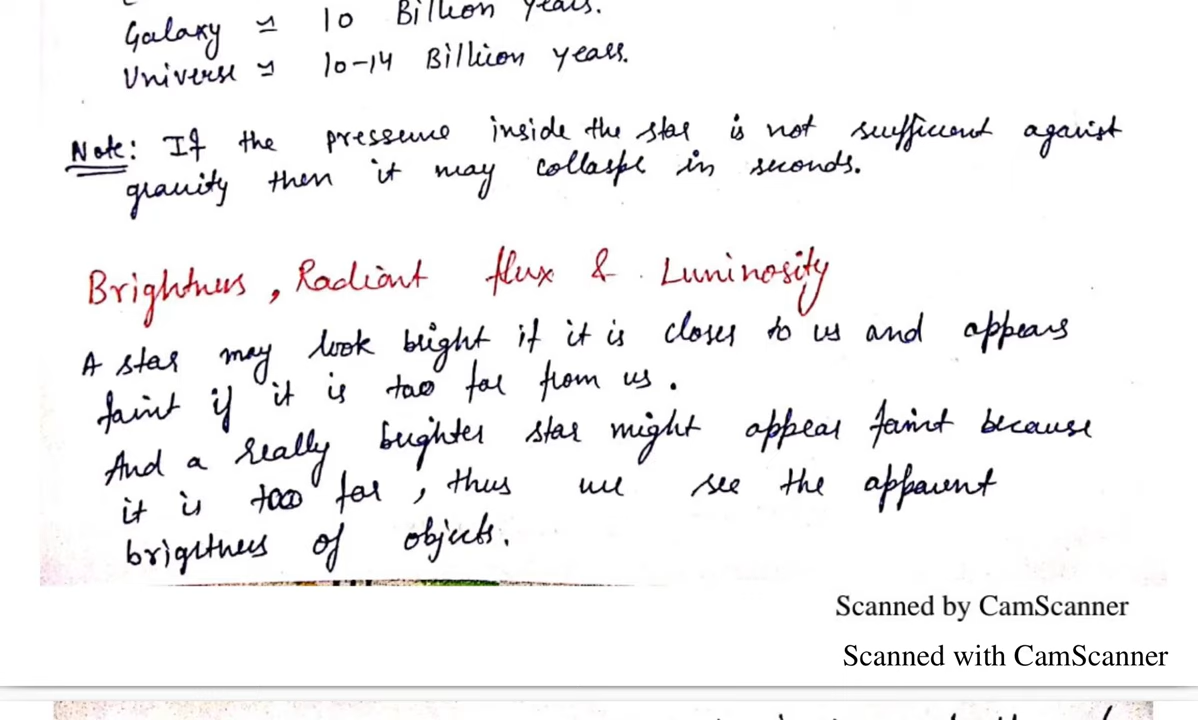 Galaxy ≃ 10 Billion years.
Universe ≃ 10-14 Billion years.
Note: If the pressure inside the star is not sufficient against
gravity then it may collaspe in seconds.
Brightness, Radiant flux & Luminosity
A star may look bright if it is closer to us and appears
faint if it is too far from us.
And a really brighter star might appear faint because
it is too far, thus we see the apparent
brigthness of objects.
Scanned by CamScanner
Scanned with CamScanner